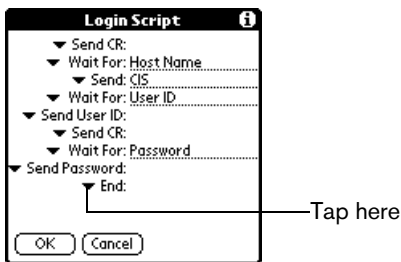 Login Script
Send CR:
Wait For: Host Name
Send: CIS
Wait For: User ID
Send User ID:
Send CR:
Wait For: Password
Send Password:
End:
Tap here
OK Cancel